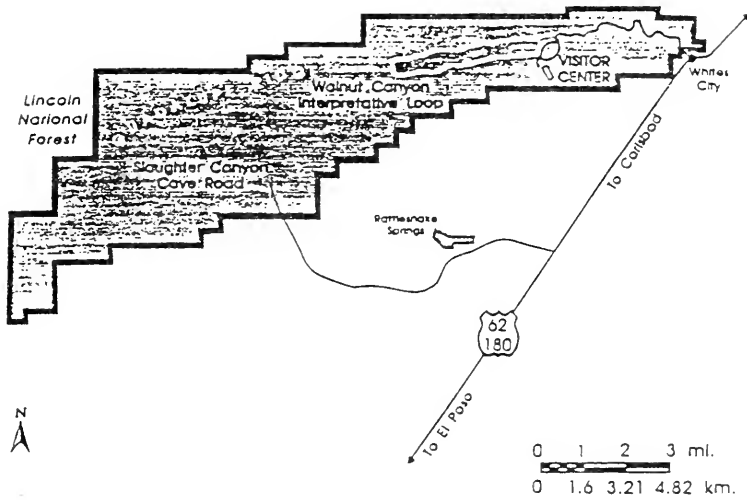 Lincoln
Narional
Forest
Walnut Canyon
Interpretative Loop
VISITOR
CENTER
Whites
City
Slaughter Canyon
Cave Road
Rattlesnake
Springs
To Carlsbad
62
180
To El Paso
N
0 1 2 3 mi.
0 1.6 3.21 4.82 km.